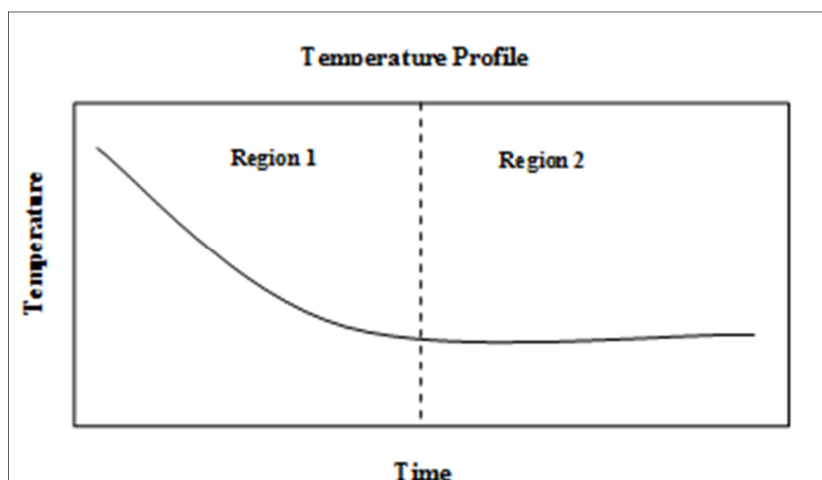 Temperature Profile
Region 1
Region 2
Temperature
Time